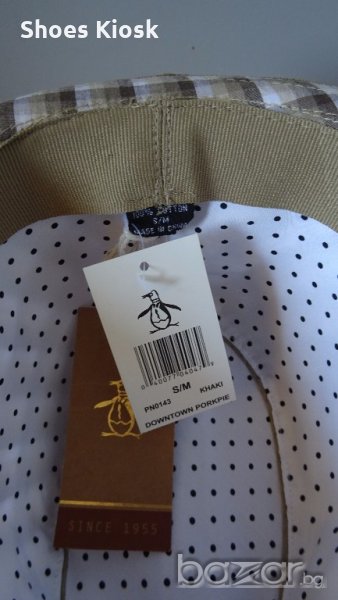 Shoes Kiosk
100% COTTON
S/M
MADE IN CHINA
S/M
PN0143 KHAKI
DOWNTOWN PORKPIE
SINCE 1955
bazar.bg